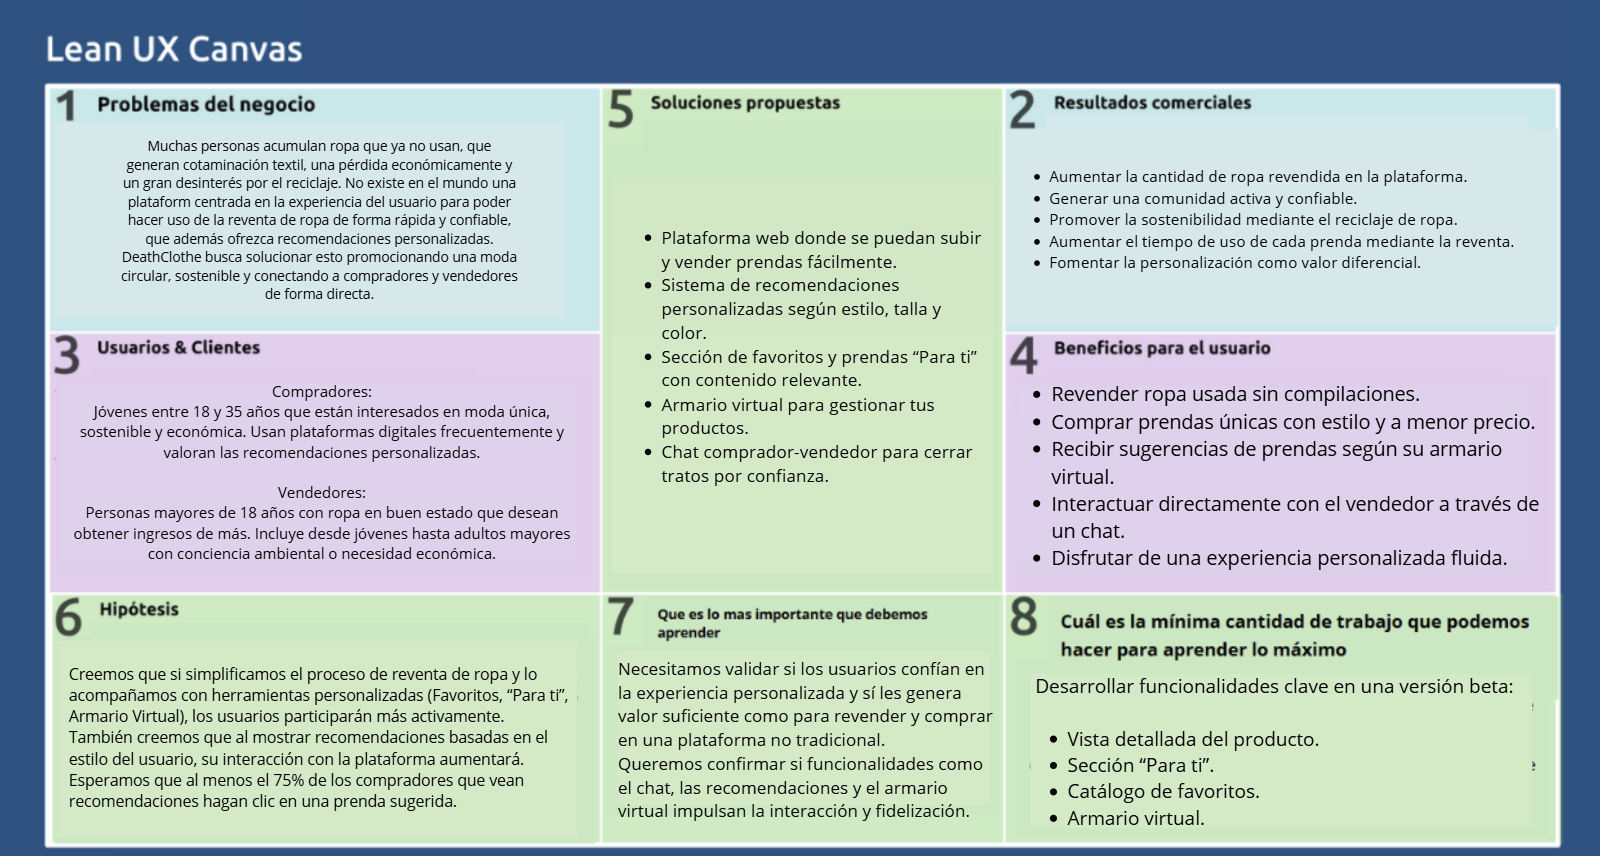 Lean UX Canvas
1 Problemas del negocio
Muchas personas acumulan ropa que ya no usan, que
generan cotaminación textil, una pérdida económicamente y
un gran desinterés por el reciclaje. No existe en el mundo una
plataform centrada en la experiencia del usuario para poder
hacer uso de la reventa de ropa de forma rápida y confiable,
que además ofrezca recomendaciones personalizadas.
DeathClothe busca solucionar esto promocionando una moda
circular, sostenible y conectando a compradores y vendedores
de forma directa.
5 Soluciones propuestas
• Plataforma web donde se puedan subir
y vender prendas fácilmente.
• Sistema de recomendaciones
personalizadas según estilo, talla y
color.
• Sección de favoritos y prendas “Para ti”
con contenido relevante.
• Armario virtual para gestionar tus
productos.
• Chat comprador-vendedor para cerrar
tratos por confianza.
2 Resultados comerciales
• Aumentar la cantidad de ropa revendida en la plataforma.
• Generar una comunidad activa y confiable.
• Promover la sostenibilidad mediante el reciclaje de ropa.
• Aumentar el tiempo de uso de cada prenda mediante la reventa.
• Fomentar la personalización como valor diferencial.
3 Usuarios & Clientes
Compradores:
Jóvenes entre 18 y 35 años que están interesados en moda única,
sostenible y económica. Usan plataformas digitales frecuentemente y
valoran las recomendaciones personalizadas.
Vendedores:
Personas mayores de 18 años con ropa en buen estado que desean
obtener ingresos de más. Incluye desde jóvenes hasta adultos mayores
con conciencia ambiental o necesidad económica.
4 Beneficios para el usuario
• Revender ropa usada sin compilaciones.
• Comprar prendas únicas con estilo y a menor precio.
• Recibir sugerencias de prendas según su armario
virtual.
• Interactuar directamente con el vendedor a través de
un chat.
• Disfrutar de una experiencia personalizada fluida.
6 Hipótesis
Creemos que si simplificamos el proceso de reventa de ropa y lo
acompañamos con herramientas personalizadas (Favoritos, “Para ti”,
Armario Virtual), los usuarios participarán más activamente.
También creemos que al mostrar recomendaciones basadas en el
estilo del usuario, su interacción con la plataforma aumentará.
Esperamos que al menos el 75% de los compradores que vean
recomendaciones hagan clic en una prenda sugerida.
7 Que es lo mas importante que debemos
aprender
Necesitamos validar si los usuarios confían en
la experiencia personalizada y sí les genera
valor suficiente como para revender y comprar
en una plataforma no tradicional.
Queremos confirmar si funcionalidades como
el chat, las recomendaciones y el armario
virtual impulsan la interacción y fidelización.
8 Cuál es la mínima cantidad de trabajo que podemos
hacer para aprender lo máximo
Desarrollar funcionalidades clave en una versión beta:
• Vista detallada del producto.
• Sección “Para ti”.
• Catálogo de favoritos.
• Armario virtual.